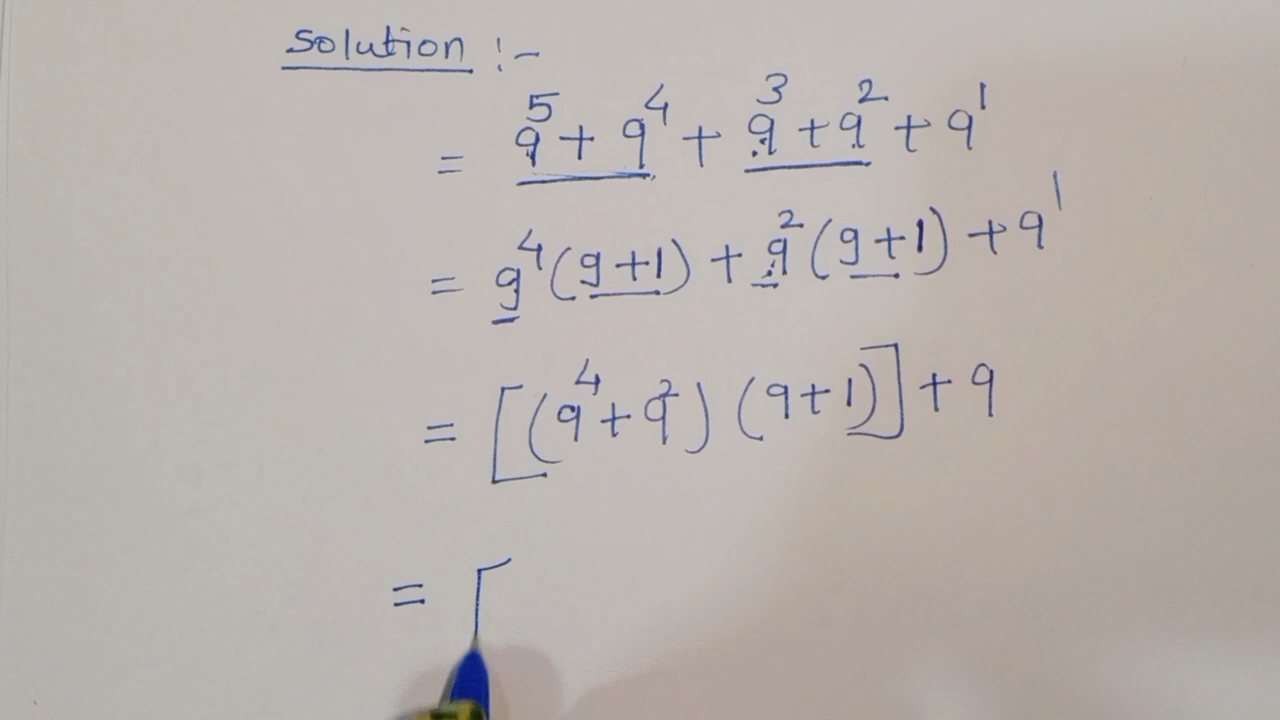 Solution :-
= 9⁵ + 9⁴ + 9³ + 9² + 9¹
= 9⁴(9+1) + 9²(9+1) + 9¹
= [(9⁴+9²) (9+1)] + 9
= [